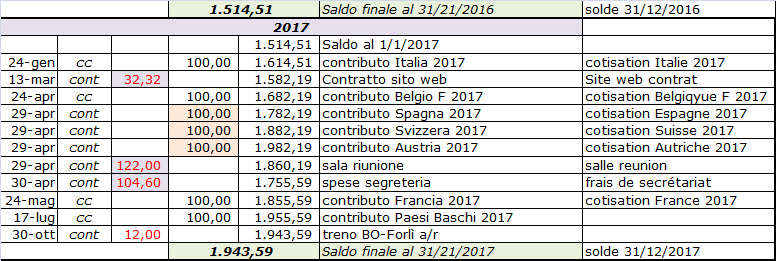 1.514,51 Saldo finale al 31/21/2016 solde 31/12/2016
2017
1.514,51 Saldo al 1/1/2017
24-gen cc 100,00 1.614,51 contributo Italia 2017 cotisation Italie 2017
13-mar cont 32,32 1.582,19 Contratto sito web Site web contrat
24-apr cc 100,00 1.682,19 contributo Belgio F 2017 cotisation Belgiqyue F 2017
29-apr cont 100,00 1.782,19 contributo Spagna 2017 cotisation Espagne 2017
29-apr cont 100,00 1.882,19 contributo Svizzera 2017 cotisation Suisse 2017
29-apr cont 100,00 1.982,19 contributo Austria 2017 cotisation Autriche 2017
29-apr cont 122,00 1.860,19 sala riunione salle reunion
30-apr cont 104,60 1.755,59 spese segreteria frais de secrétariat
24-mag cc 100,00 1.855,59 contributo Francia 2017 cotisation France 2017
17-lug cc 100,00 1.955,59 contributo Paesi Baschi 2017
30-ott cont 12,00 1.943,59 treno BO-Forlì a/r
1.943,59 Saldo finale al 31/21/2017 solde 31/12/2017